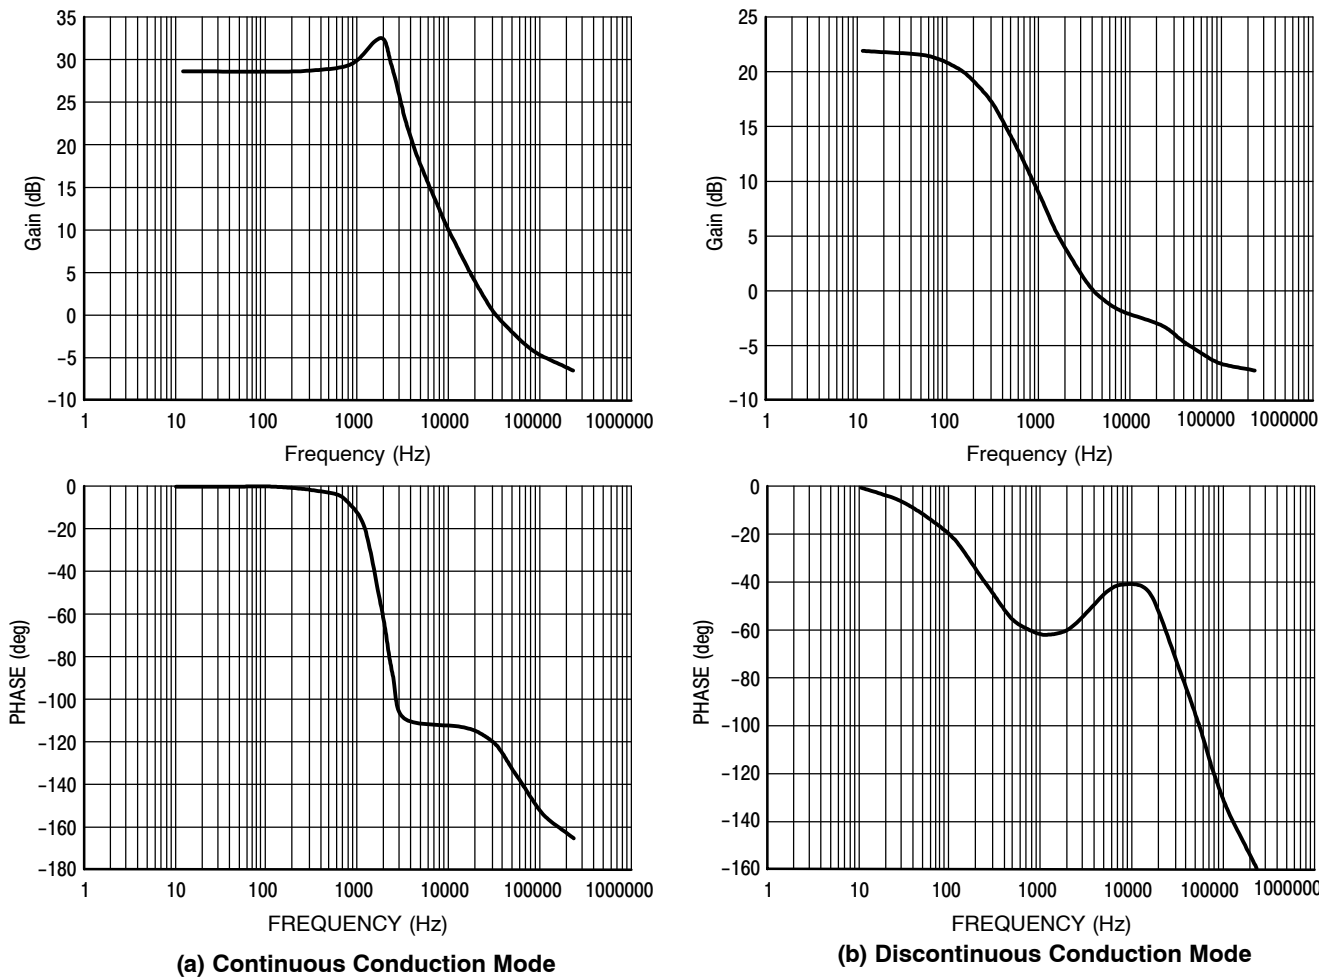 35
30
25
20
15
10
5
0
−5
−10
Gain (dB)
1 10 100 1000 10000 100000 1000000
Frequency (Hz)
25
20
15
10
5
0
−5
−10
Gain (dB)
1 10 100 1000 10000 100000 1000000
Frequency (Hz)
0
−20
−40
−60
−80
−100
−120
−140
−160
−180
PHASE (deg)
1 10 100 1000 10000 100000 1000000
FREQUENCY (Hz)
(a) Continuous Conduction Mode
0
−20
−40
−60
−80
−100
−120
−140
−160
PHASE (deg)
1 10 100 1000 10000 100000 1000000
FREQUENCY (Hz)
(b) Discontinuous Conduction Mode